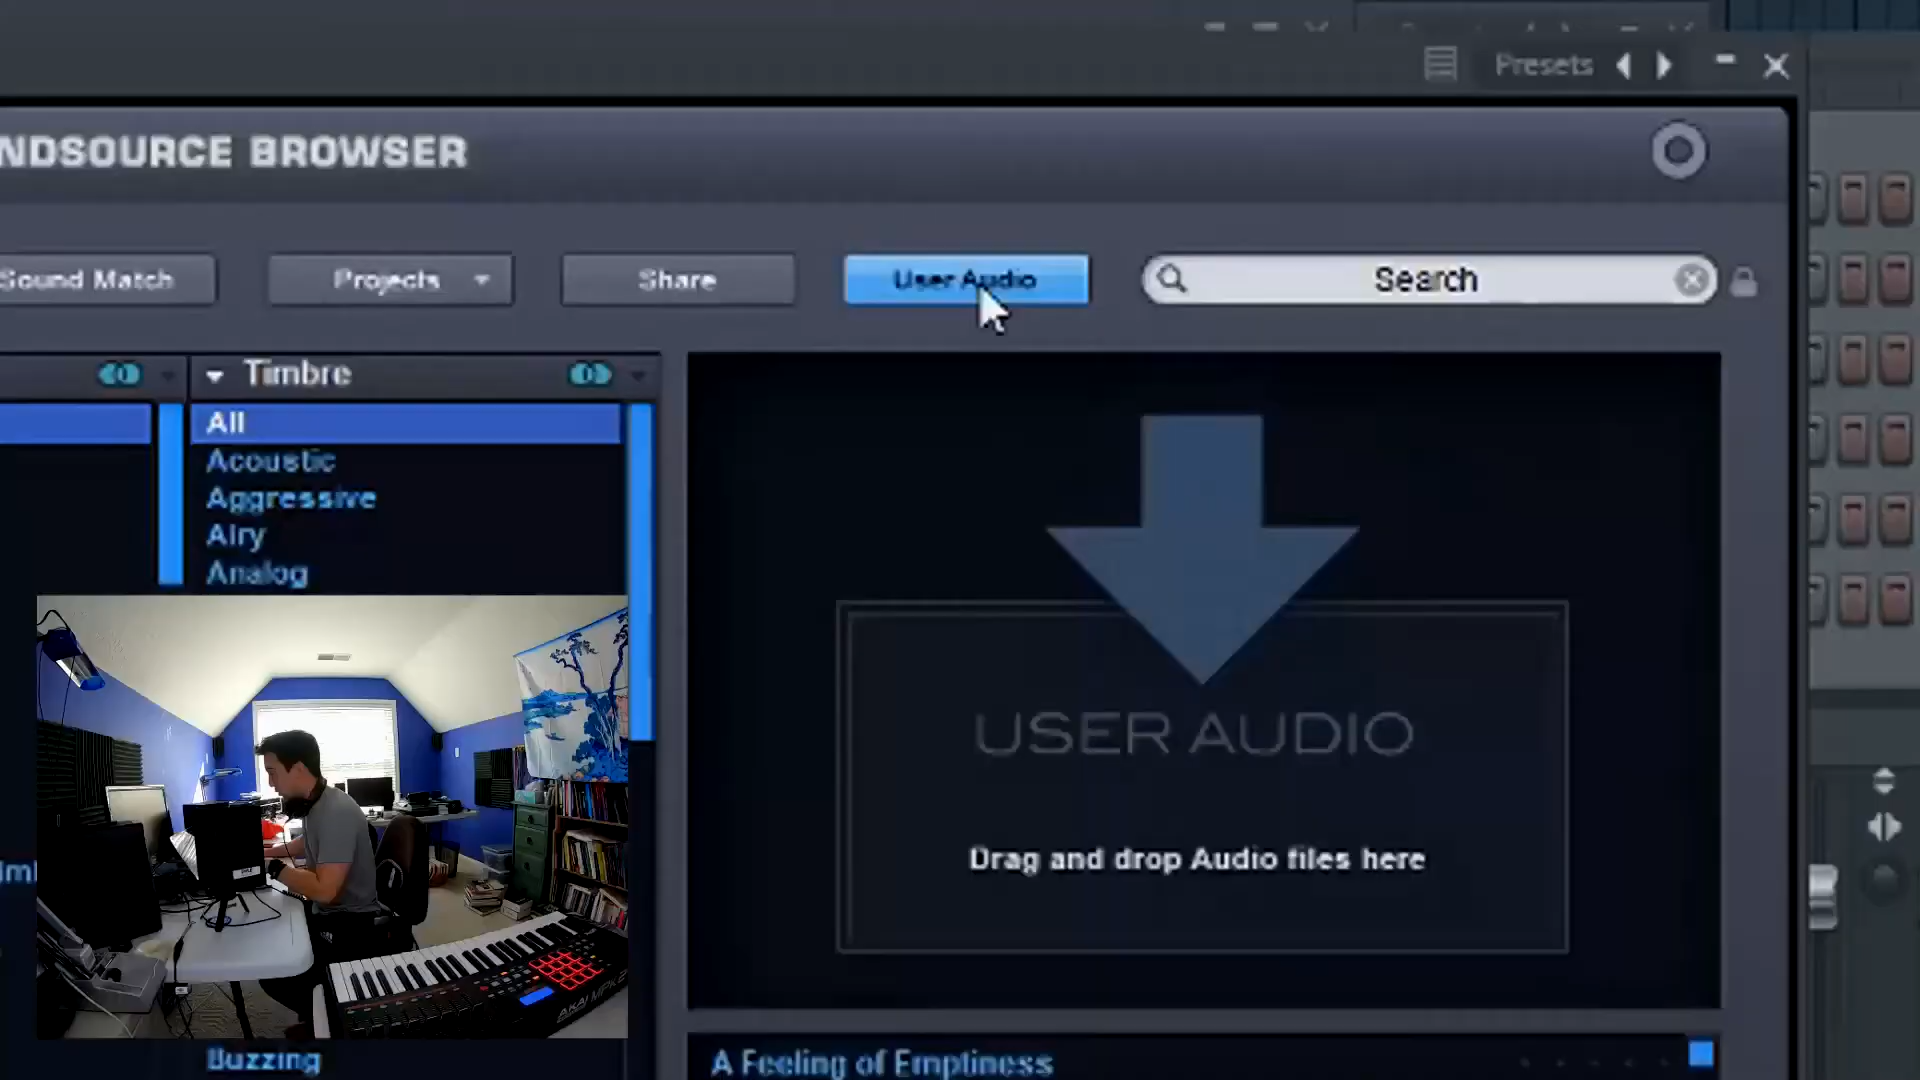 Presets
NDSOURCE BROWSER
Sound Match
Projects
Share
User Audio
Search
Timbre
All
Acoustic
Aggressive
Airy
Analog
USER AUDIO
Drag and drop Audio files here
AKAI
Buzzing
A Feeling of Emptiness